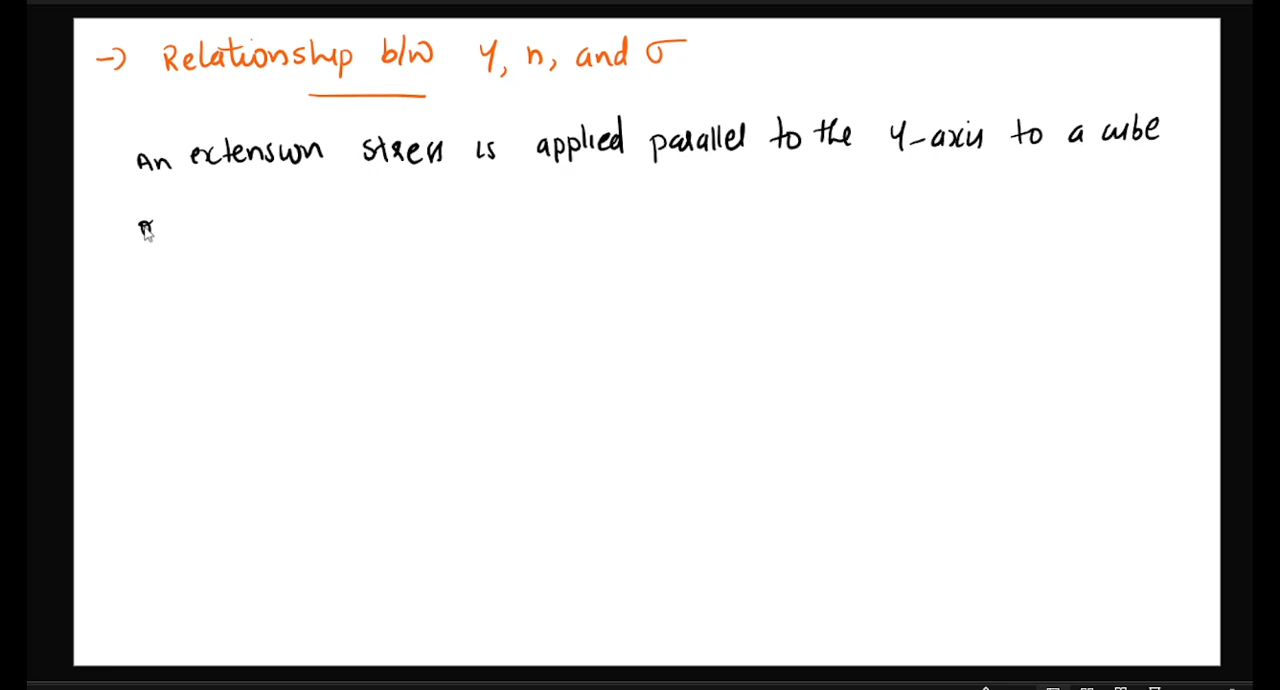 -> Relationship b/w Y, n, and σ
An extension stress is applied parallel to the Y-axis to a cube